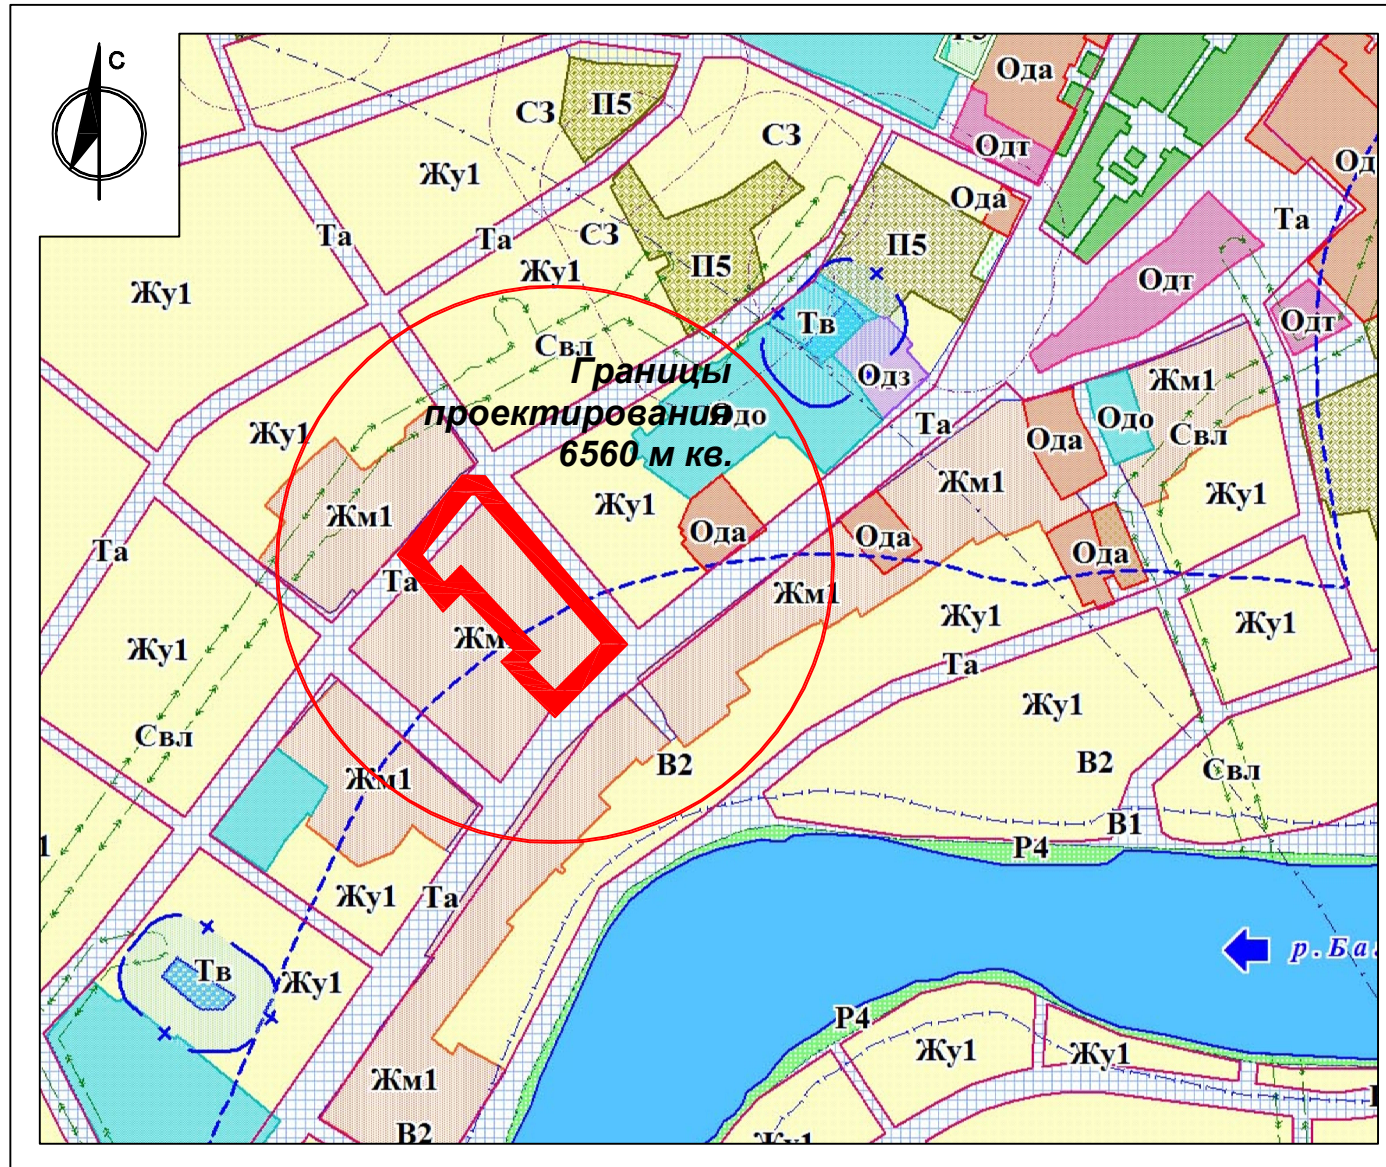 С
Р3
Ода
СЗ
П5
СЗ
Одт
Жу1
Ода
Од
Та
Та
СЗ
П5
П5
Та
Жу1
Жу1
Одт
Тв
Одт
Свл
Границы
Одз
Жм1
проектирования
Одо
Та
Одо
Жу1
Ода
Свл
6560 м кв.
Жм1
Жу1
Жу1
Жм1
Ода
Ода
Та
Та
Ода
Жм1
Жу1
Жу1
Жу1
Жм
Та
Жу1
Свл
В2
В2
Свл
Жм1
В1
Р4
1
Жу1
Та
р.Ба
Тв
Жу1
Р4
Жу1
Жу1
Жм1
В2
Жу1